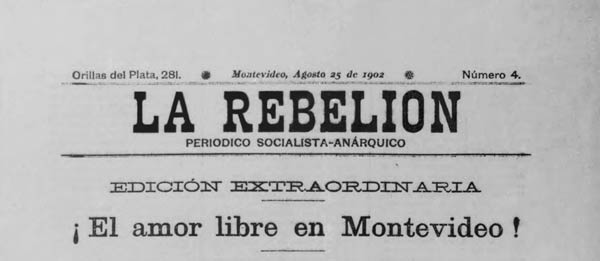 Orillas del Plata, 281. Montevideo, Agosto 25 de 1902 Número 4.
LA REBELION
PERIODICO SOCIALISTA-ANÁRQUICO
EDICIÓN EXTRAORDINARIA
¡El amor libre en Montevideo!